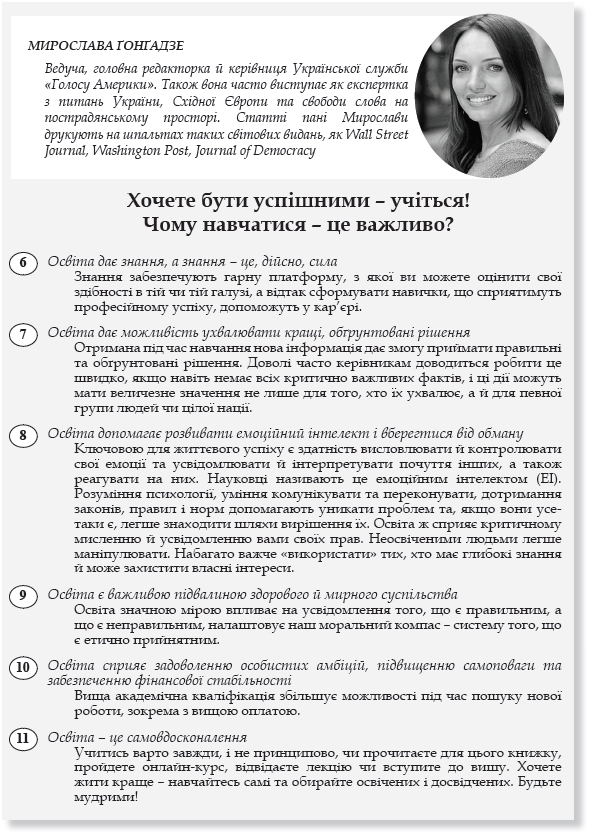 МИРОСЛАВА ҐОНҐАДЗЕ
Ведуча, головна редакторка й керівниця Української служби
«Голосу Америки». Також вона часто виступає як експертка
з питань України, Східної Європи та свободи слова на
пострадянському просторі. Статті пані Мирослави
друкують на шпальтах таких світових видань, як Wall Street
Journal, Washington Post, Journal of Democracy
Хочете бути успішними – учіться!
Чому навчатися – це важливо?
6 Освіта дає знання, а знання – це, дійсно, сила
Знання забезпечують гарну платформу, з якої ви можете оцінити свої
здібності в тій чи тій галузі, а відтак сформувати навички, що сприятимуть
професійному успіху, допоможуть у кар’єрі.
7 Освіта дає можливість ухвалювати кращі, обґрунтовані рішення
Отримана під час навчання нова інформація дає змогу приймати правильні
та обґрунтовані рішення. Доволі часто керівникам доводиться робити це
швидко, якщо навіть немає всіх критично важливих фактів, і ці дії можуть
мати величезне значення не лише для того, хто їх ухвалює, а й для певної
групи людей чи цілої нації.
8 Освіта допомагає розвивати емоційний інтелект і вберегтися від обману
Ключовою для життєвого успіху є здатність висловлювати й контролювати
свої емоції та усвідомлювати й інтерпретувати почуття інших, а також
реагувати на них. Науковці називають це емоційним інтелектом (EI).
Розуміння психології, уміння комунікувати та переконувати, дотримання
законів, правил і норм допомагають уникати проблем та, якщо вони усе-
таки є, легше знаходити шляхи вирішення їх. Освіта ж сприяє критичному
мисленню й усвідомленню вами своїх прав. Неосвіченими людьми легше
маніпулювати. Набагато важче «використати» тих, хто має глибокі знання
й може захистити власні інтереси.
9 Освіта є важливою підвалиною здорового й мирного суспільства
Освіта значною мірою впливає на усвідомлення того, що є правильним, а
що є неправильним, налаштовує наш моральний компас – систему того, що
є етично прийнятним.
10 Освіта сприяє задоволенню особистих амбіцій, підвищенню самоповаги та
забезпеченню фінансової стабільності
Вища академічна кваліфікація збільшує можливості під час пошуку нової
роботи, зокрема з вищою оплатою.
11 Освіта – це самовдосконалення
Учитись варто завжди, і не принципово, чи прочитаєте для цього книжку,
пройдете онлайн-курс, відвідаєте лекцію чи вступите до вишу. Хочете
жити краще – навчайтесь самі та обирайте освічених і досвідчених. Будьте
мудрими!